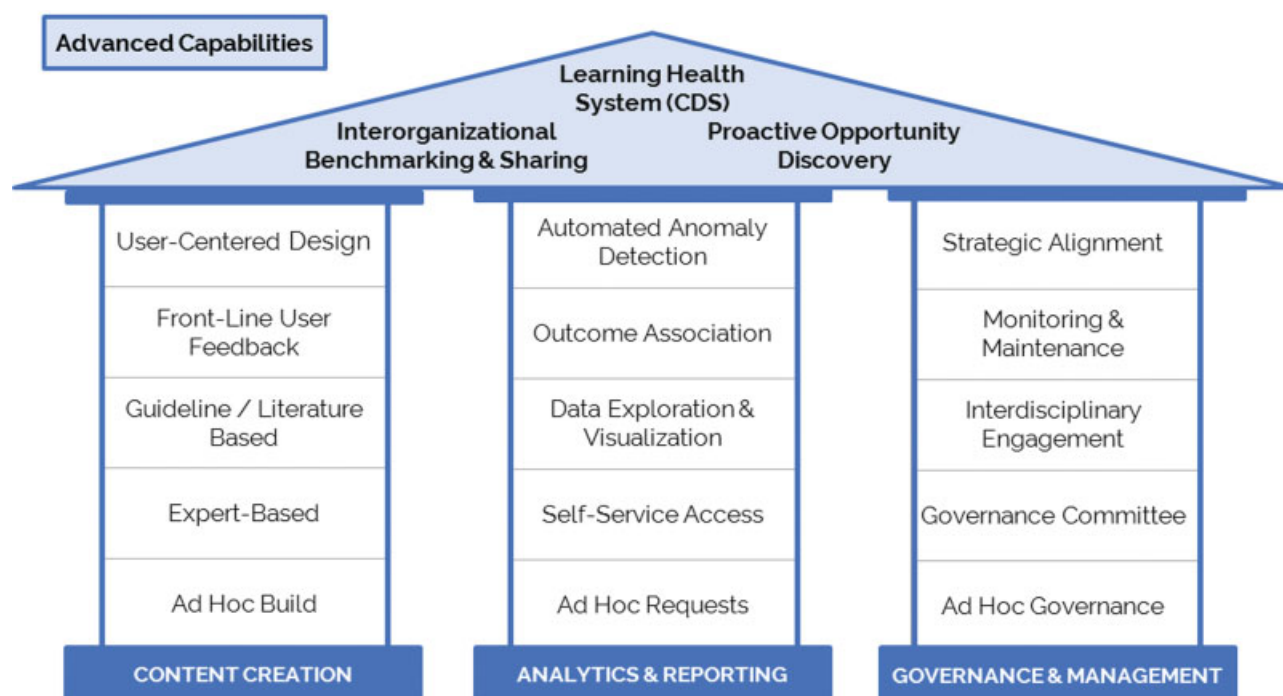 Advanced Capabilities
Learning Health
System (CDS)
Interorganizational
Benchmarking & Sharing
Proactive Opportunity
Discovery
User-Centered Design
Front-Line User
Feedback
Guideline / Literature
Based
Expert-Based
Ad Hoc Build
CONTENT CREATION
Automated Anomaly
Detection
Outcome Association
Data Exploration &
Visualization
Self-Service Access
Ad Hoc Requests
ANALYTICS & REPORTING
Strategic Alignment
Monitoring &
Maintenance
Interdisciplinary
Engagement
Governance Committee
Ad Hoc Governance
GOVERNANCE & MANAGEMENT